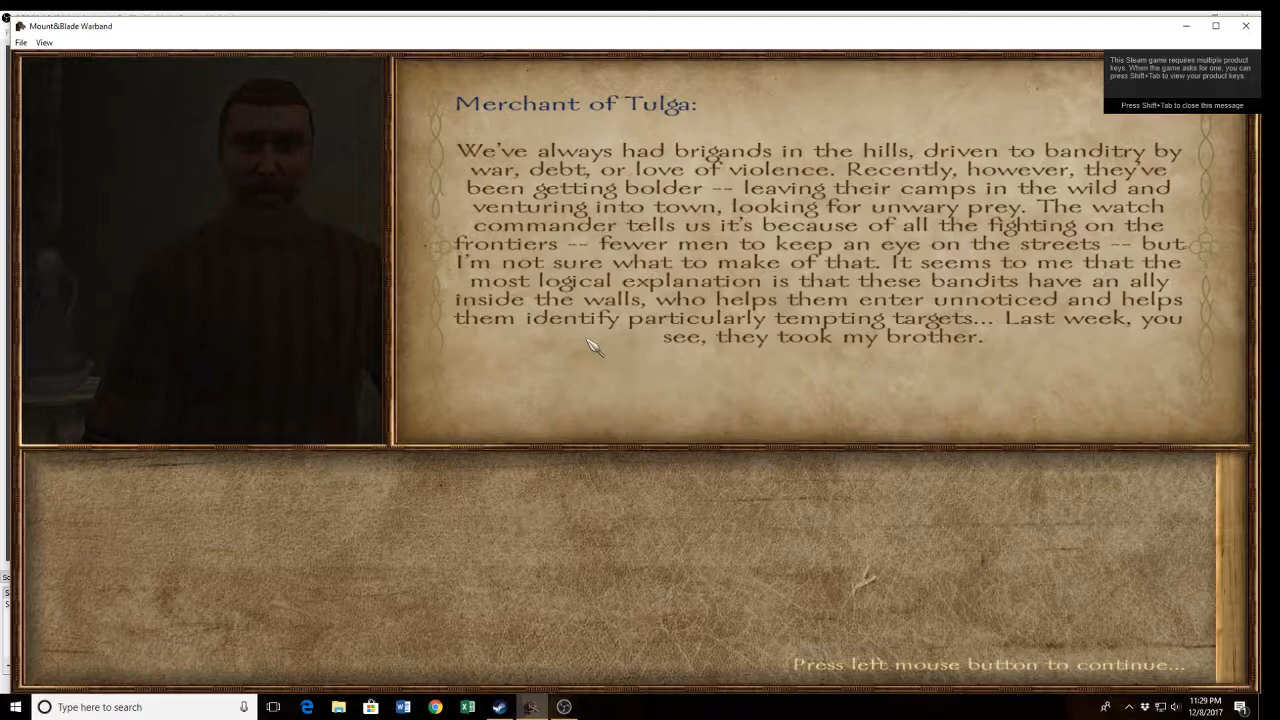 Mount&Blade Warband
File View
This Steam game requires multiple product
keys. When the game asks for one, you can
press Shift+Tab to view your product keys.
Press Shift+Tab to close this message
Merchant of Tulga:
We've always had brigands in the hills, driven to banditry by
war, debt, or love of violence. Recently, however, they've
been getting bolder -- leaving their camps in the wild and
venturing into town, looking for unwary prey. The watch
commander tells us it's because of all the fighting on the
frontiers -- fewer men to keep an eye on the streets -- but
I'm not sure what to make of that. It seems to me that the
most logical explanation is that these bandits have an ally
inside the walls, who helps them enter unnoticed and helps
them identify particularly tempting targets... Last week, you
see, they took my brother.
Press left mouse button to continue...
Type here to search
11:29 PM
12/8/2017